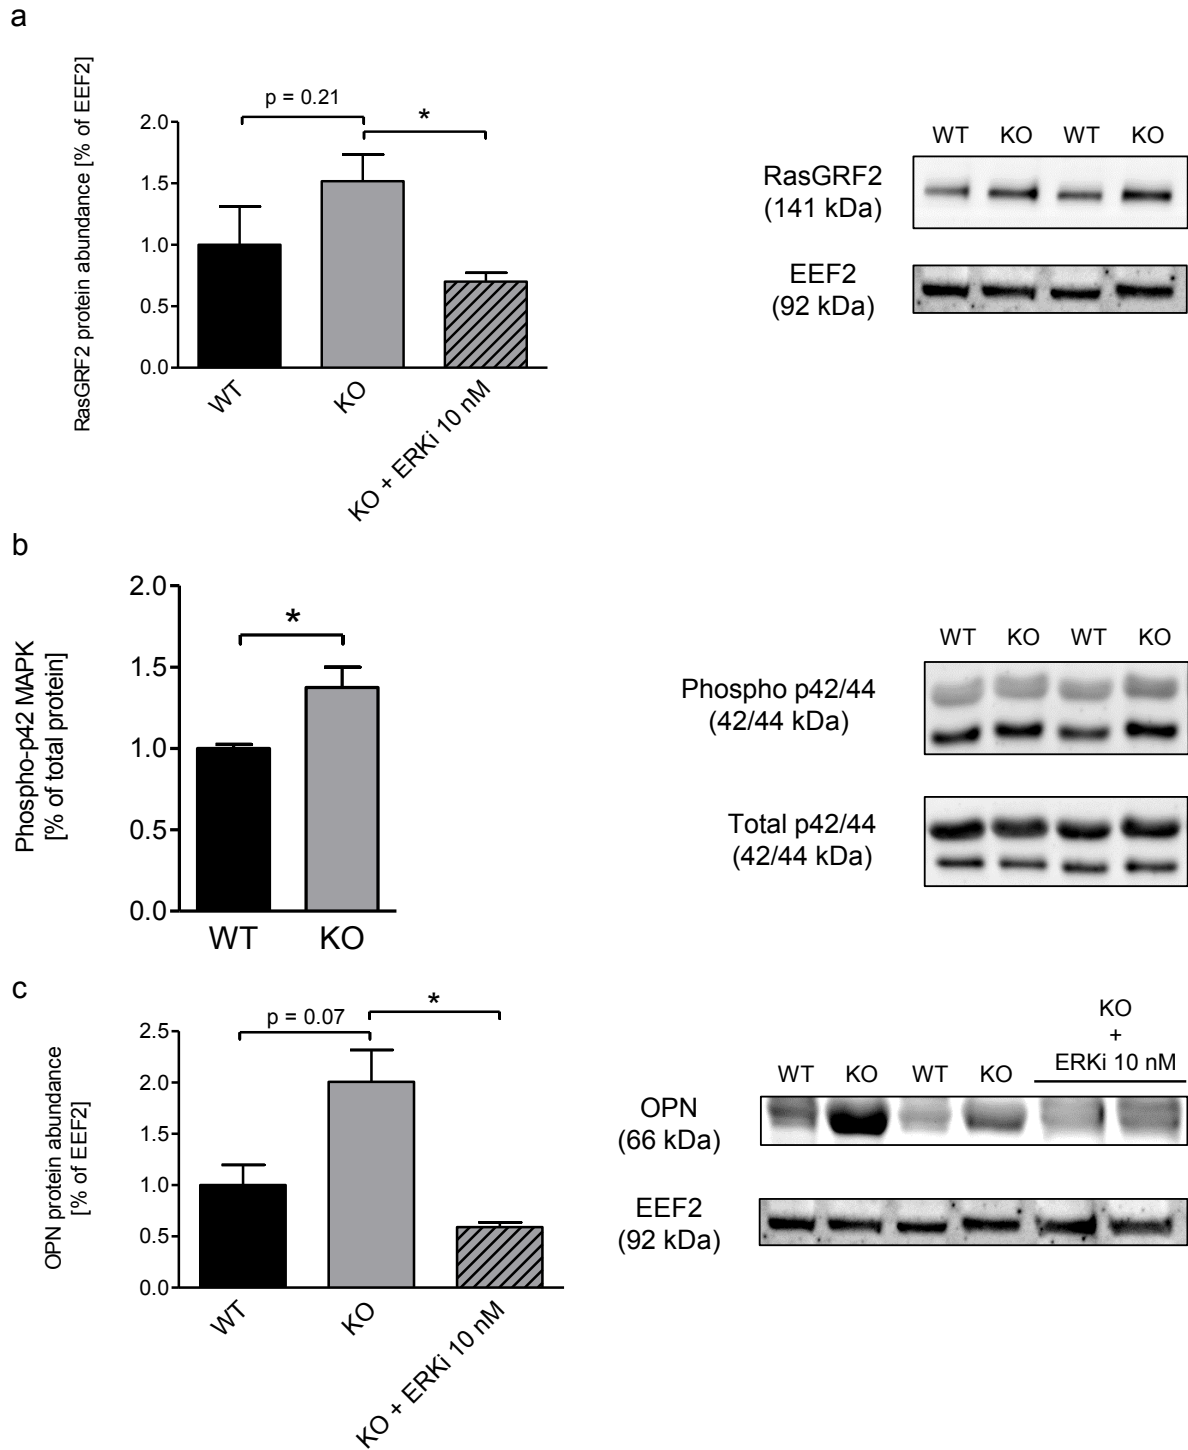 a
RasGRF2 protein abundance [% of EEF2]
2.0
1.5
1.0
0.5
0.0
p = 0.21
*
WT
KO
KO + ERKi 10 nM
WT KO WT KO
RasGRF2
(141 kDa)
EEF2
(92 kDa)
b
Phospho-p42 MAPK
[% of total protein]
2.0
1.5
1.0
0.5
0.0
*
WT
KO
WT KO WT KO
Phospho p42/44
(42/44 kDa)
Total p42/44
(42/44 kDa)
c
OPN protein abundance
[% of EEF2]
2.5
2.0
1.5
1.0
0.5
0.0
p = 0.07
*
WT
KO
KO + ERKi 10 nM
KO
+
ERKi 10 nM
WT KO WT KO
OPN
(66 kDa)
EEF2
(92 kDa)